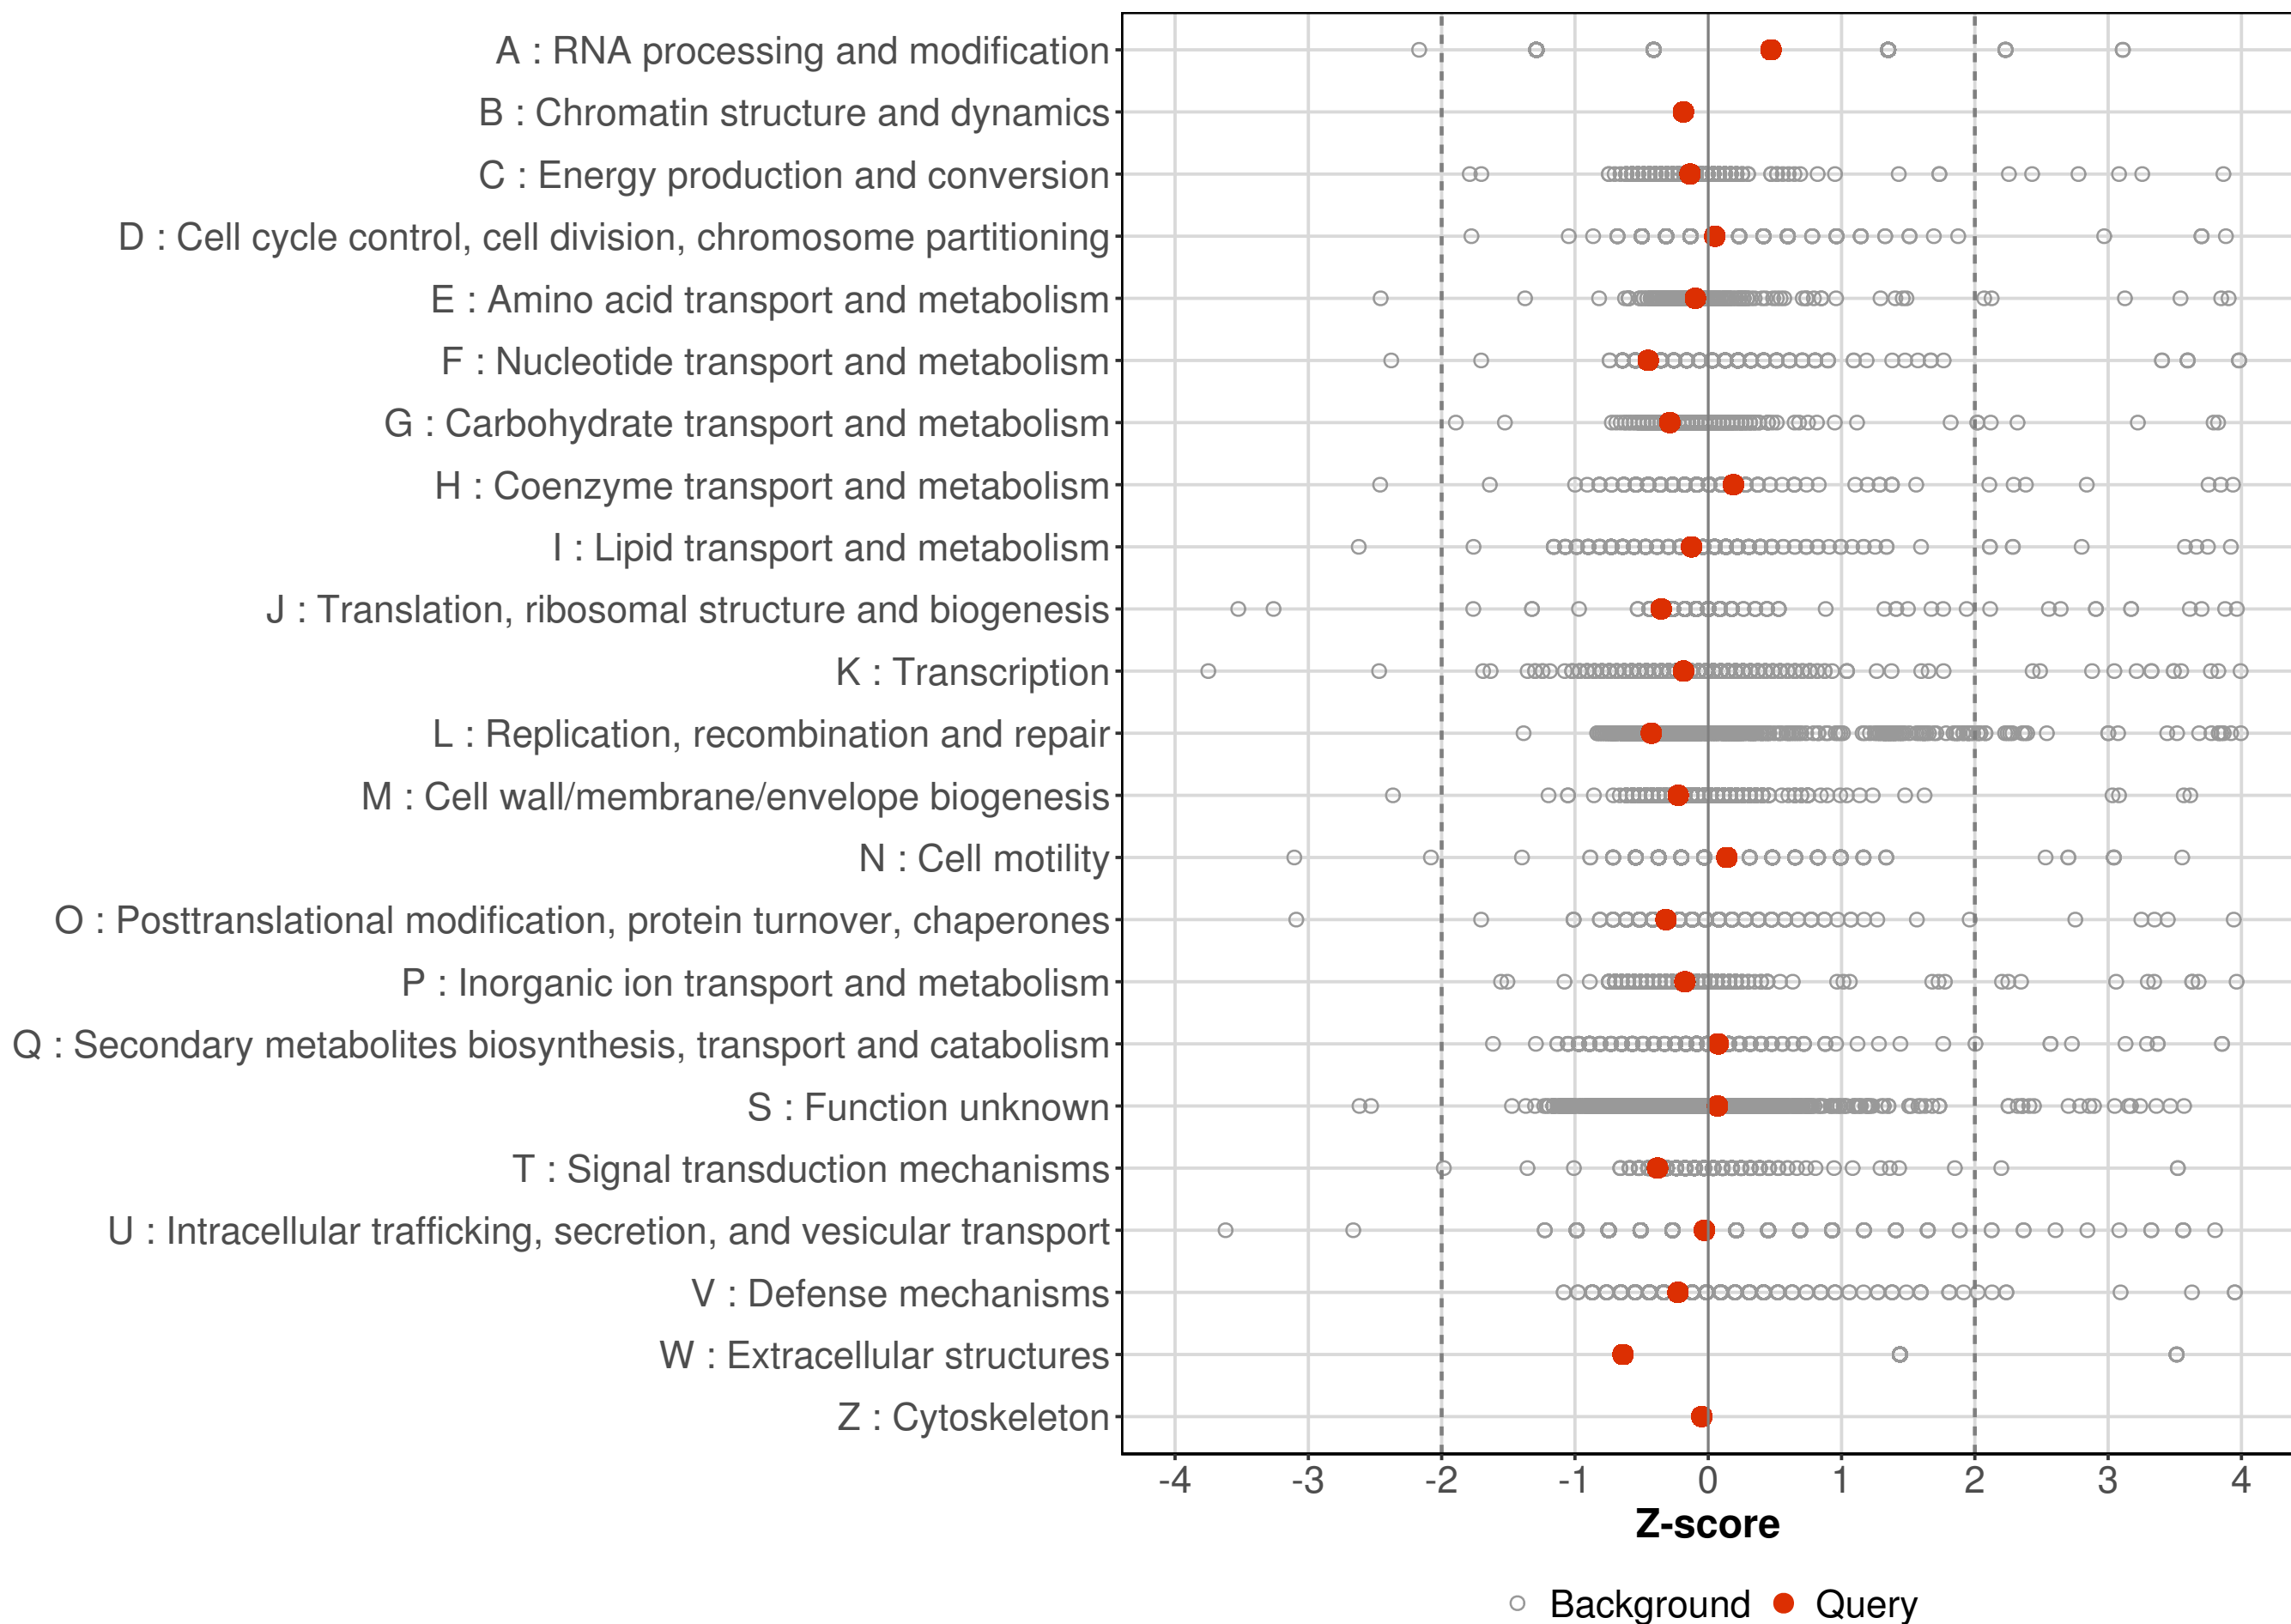 A : RNA processing and modification
B : Chromatin structure and dynamics
C : Energy production and conversion
D : Cell cycle control, cell division, chromosome partitioning
E : Amino acid transport and metabolism
F : Nucleotide transport and metabolism
G : Carbohydrate transport and metabolism
H : Coenzyme transport and metabolism
I : Lipid transport and metabolism
J : Translation, ribosomal structure and biogenesis
K : Transcription
L : Replication, recombination and repair
M : Cell wall/membrane/envelope biogenesis
N : Cell motility
O : Posttranslational modification, protein turnover, chaperones
P : Inorganic ion transport and metabolism
Q : Secondary metabolites biosynthesis, transport and catabolism
S : Function unknown
T : Signal transduction mechanisms
U : Intracellular trafficking, secretion, and vesicular transport
V : Defense mechanisms
W : Extracellular structures
Z : Cytoskeleton
-4 -3 -2 -1 0 1 2 3 4
Z-score
Background Query